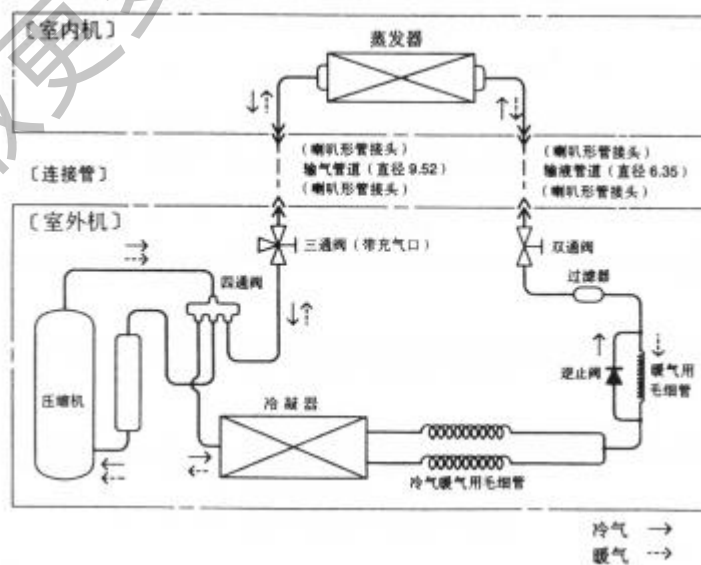 〔室内机〕
蒸发器
〔连接管〕
(喇叭形管接头)
输气管道(直径9.52)
(喇叭形管接头)
(喇叭形管接头)
输液管道(直径6.35)
(喇叭形管接头)
〔室外机〕
三通阀(带充气口)
双通阀
四通阀
过滤器
压缩机
逆止阀
暖气用
毛细管
冷凝器
冷气暖气用毛细管
冷气 →
暖气 ⇢